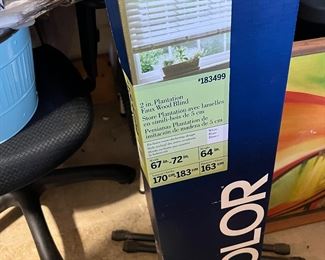 #183499
2 in. Plantation
Faux Wood Blind
Store Plantation avec lamelles
en simili-bois de 5 cm
Persianas Plantation de
imitación de madera de 5 cm
67 in. -72 in. 64 in.
170 cm 183 cm 163 cm
OLOR